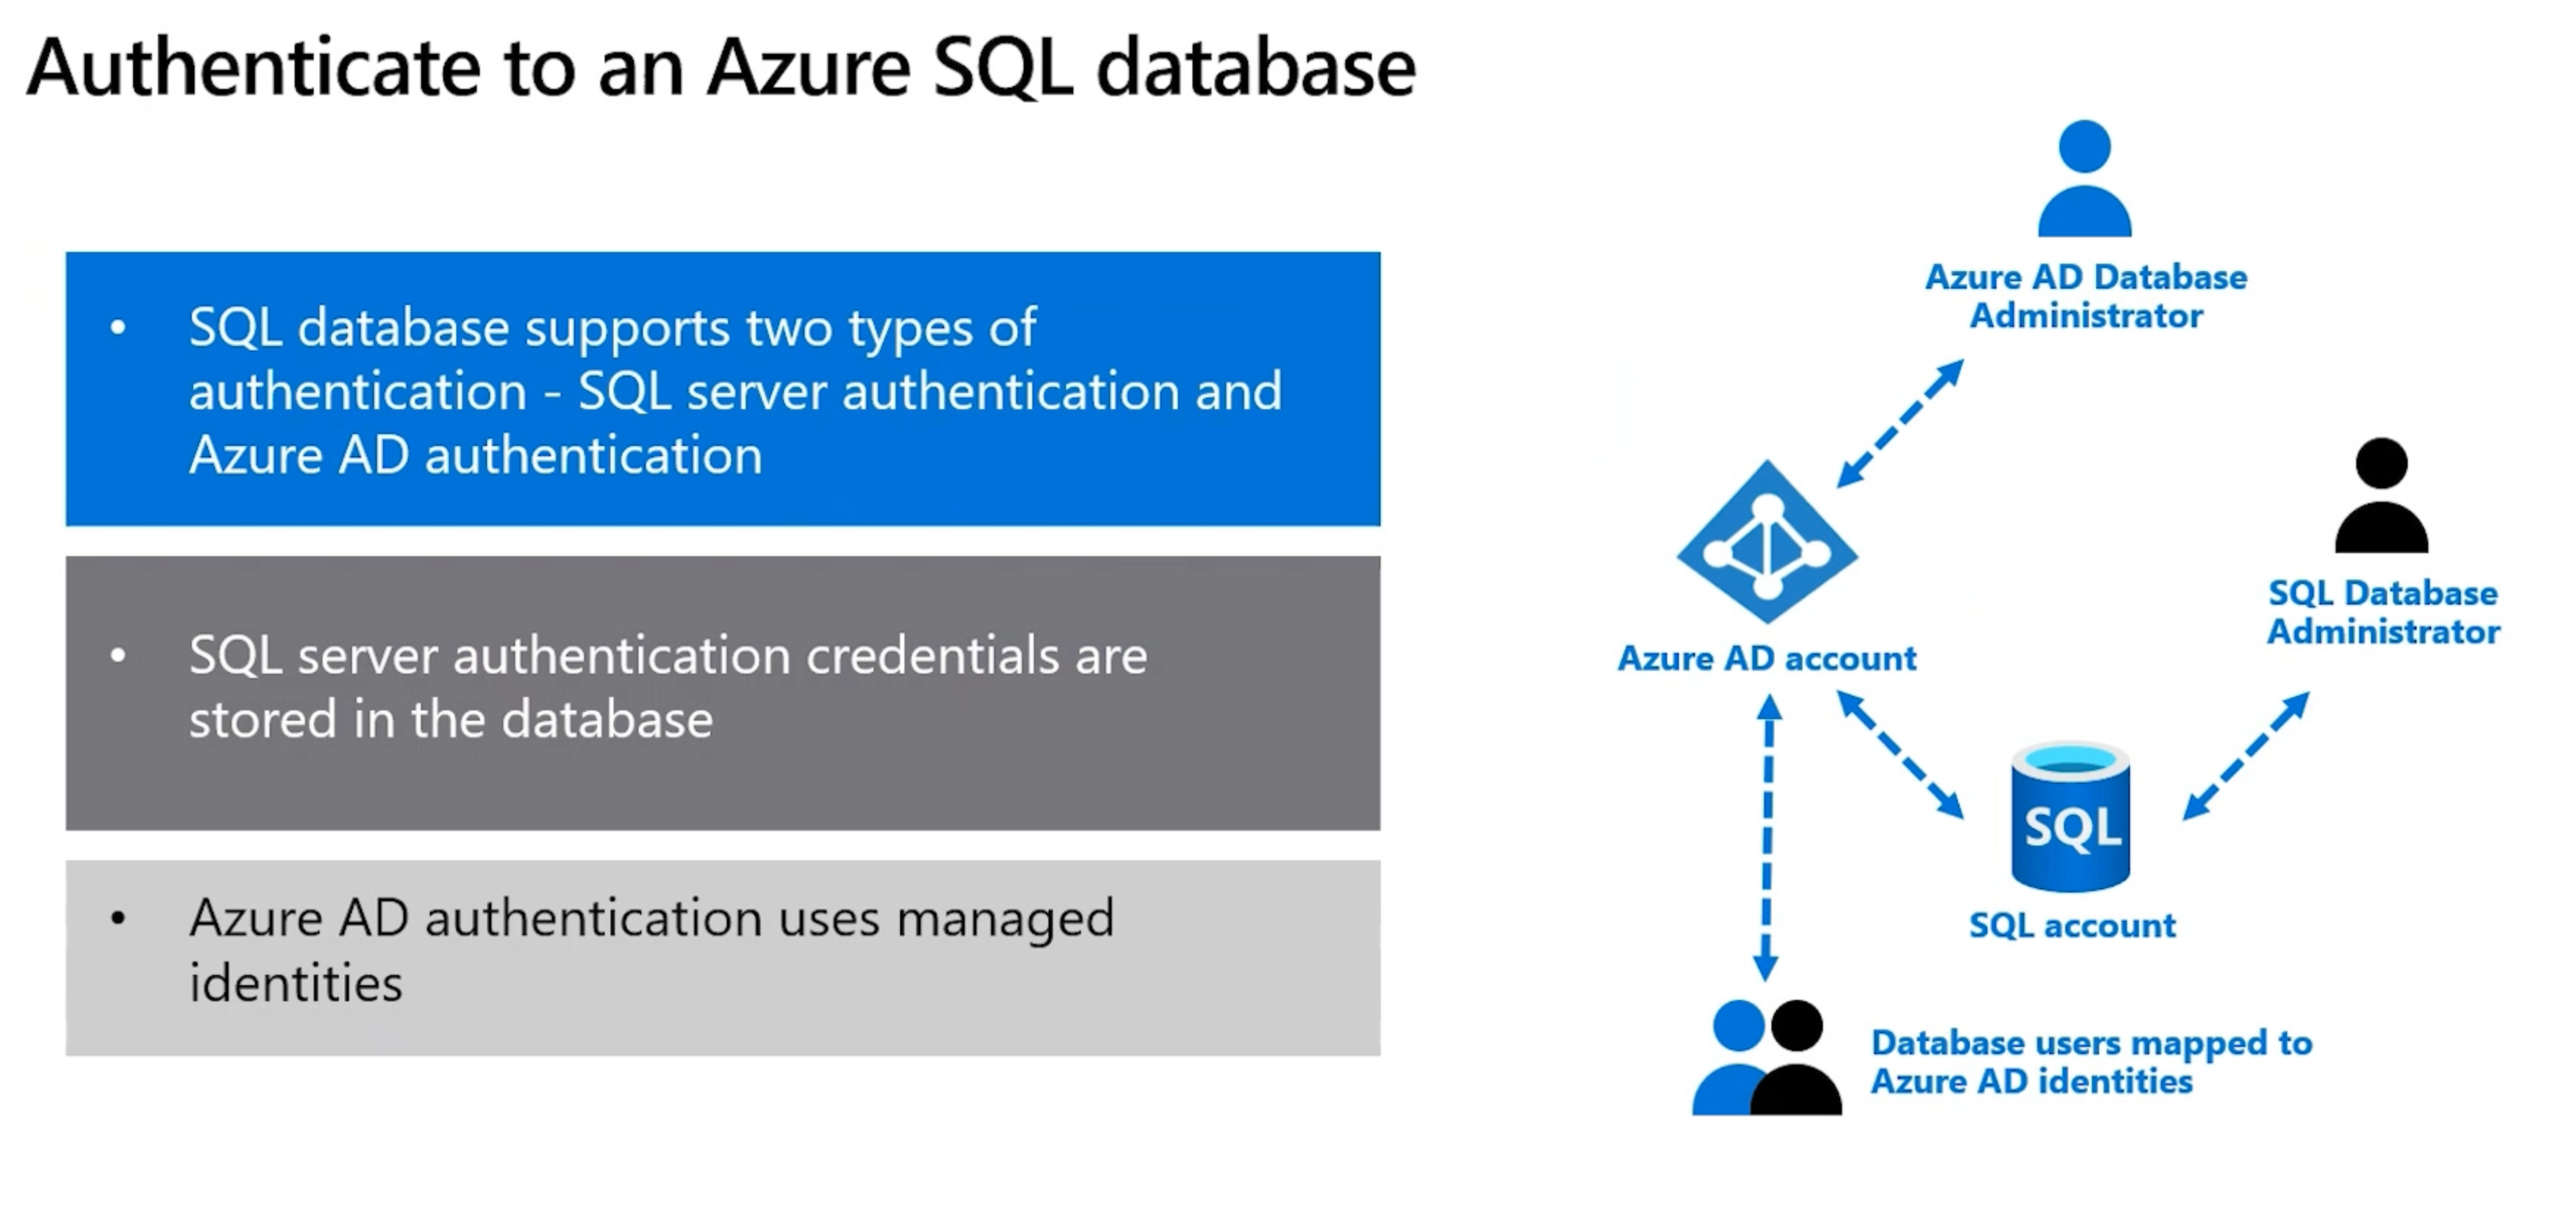 Authenticate to an Azure SQL database
• SQL database supports two types of
authentication - SQL server authentication and
Azure AD authentication
• SQL server authentication credentials are
stored in the database
• Azure AD authentication uses managed
identities
Azure AD Database
Administrator
SQL Database
Administrator
Azure AD account
SQL
SQL account
Database users mapped to
Azure AD identities